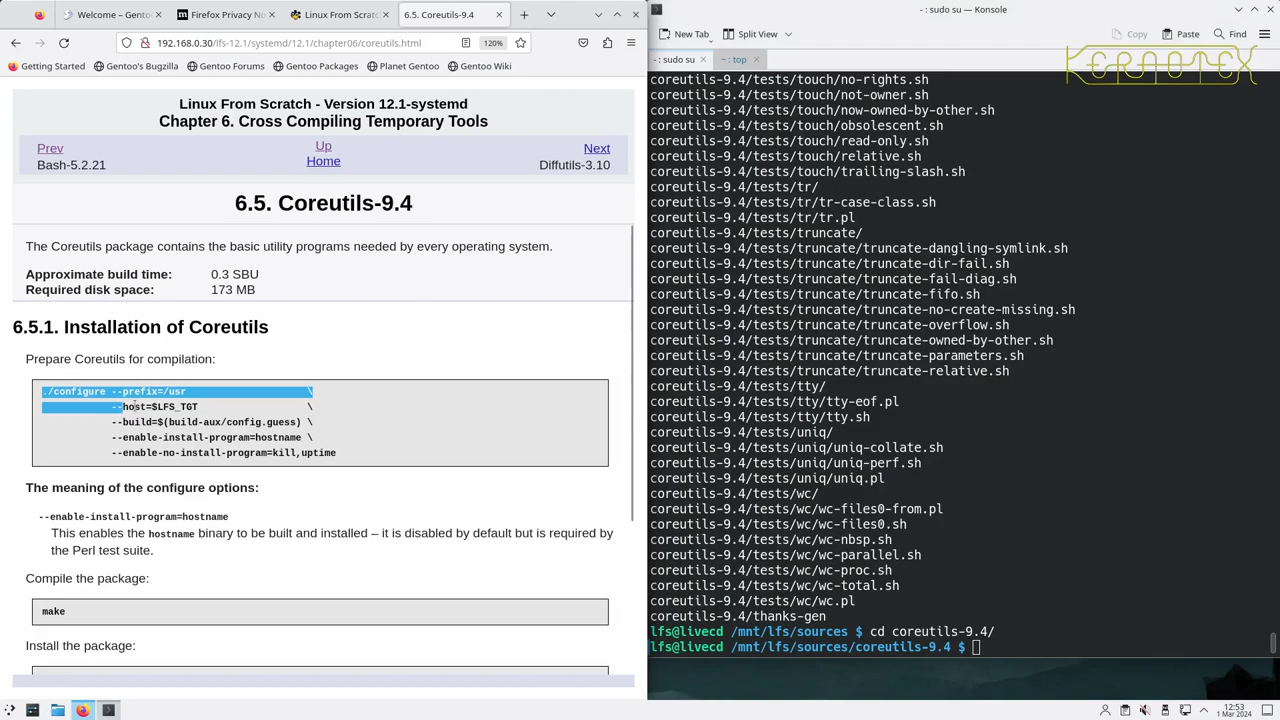 Welcome – Gento
Firefox Privacy No
Linux From Scratc
6.5. Coreutils-9.4
192.168.0.30/lfs-12.1/systemd/12.1/chapter06/coreutils.html
120%
Getting Started
Gentoo's Bugzilla
Gentoo Forums
Gentoo Packages
Planet Gentoo
Gentoo Wiki
Linux From Scratch - Version 12.1-systemd
Chapter 6. Cross Compiling Temporary Tools
Prev
Up
Next
Bash-5.2.21
Home
Diffutils-3.10
6.5. Coreutils-9.4
The Coreutils package contains the basic utility programs needed by every operating system.
Approximate build time: 0.3 SBU
Required disk space: 173 MB
6.5.1. Installation of Coreutils
Prepare Coreutils for compilation:
./configure --prefix=/usr \
--host=$LFS_TGT \
--build=$(build-aux/config.guess) \
--enable-install-program=hostname \
--enable-no-install-program=kill,uptime
The meaning of the configure options:
--enable-install-program=hostname
This enables the hostname binary to be built and installed – it is disabled by default but is required by
the Perl test suite.
Compile the package:
make
Install the package:
- : sudo su — Konsole
New Tab
Split View
Copy
Paste
Find
- : sudo su
~ : top
KERNOTEX
coreutils-9.4/tests/touch/no-rights.sh
coreutils-9.4/tests/touch/not-owner.sh
coreutils-9.4/tests/touch/now-owned-by-other.sh
coreutils-9.4/tests/touch/obsolescent.sh
coreutils-9.4/tests/touch/read-only.sh
coreutils-9.4/tests/touch/relative.sh
coreutils-9.4/tests/touch/trailing-slash.sh
coreutils-9.4/tests/tr/
coreutils-9.4/tests/tr/tr-case-class.sh
coreutils-9.4/tests/tr/tr.pl
coreutils-9.4/tests/truncate/
coreutils-9.4/tests/truncate/truncate-dangling-symlink.sh
coreutils-9.4/tests/truncate/truncate-dir-fail.sh
coreutils-9.4/tests/truncate/truncate-fail-diag.sh
coreutils-9.4/tests/truncate/truncate-fifo.sh
coreutils-9.4/tests/truncate/truncate-no-create-missing.sh
coreutils-9.4/tests/truncate/truncate-overflow.sh
coreutils-9.4/tests/truncate/truncate-owned-by-other.sh
coreutils-9.4/tests/truncate/truncate-parameters.sh
coreutils-9.4/tests/truncate/truncate-relative.sh
coreutils-9.4/tests/tty/
coreutils-9.4/tests/tty/tty-eof.pl
coreutils-9.4/tests/tty/tty.sh
coreutils-9.4/tests/uniq/
coreutils-9.4/tests/uniq/uniq-collate.sh
coreutils-9.4/tests/uniq/uniq-perf.sh
coreutils-9.4/tests/uniq/uniq.pl
coreutils-9.4/tests/wc/
coreutils-9.4/tests/wc/wc-files0-from.pl
coreutils-9.4/tests/wc/wc-files0.sh
coreutils-9.4/tests/wc/wc-nbsp.sh
coreutils-9.4/tests/wc/wc-parallel.sh
coreutils-9.4/tests/wc/wc-proc.sh
coreutils-9.4/tests/wc/wc-total.sh
coreutils-9.4/tests/wc/wc.pl
coreutils-9.4/thanks-gen
lfs@livecd /mnt/lfs/sources $ cd coreutils-9.4/
lfs@livecd /mnt/lfs/sources/coreutils-9.4 $
12:53
1 Mar 2024